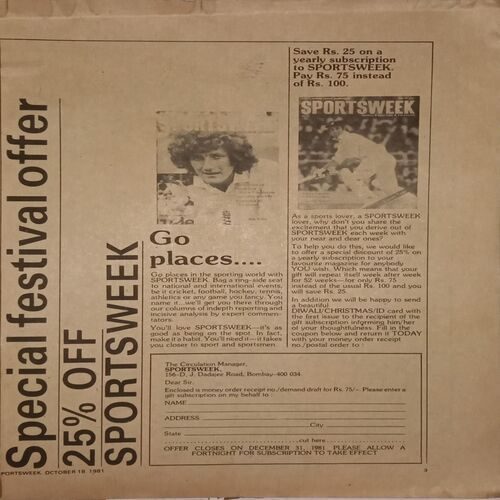 Special festival offer
25% OFF
SPORTSWEEK
Go
places....
Go places in the sporting world with
SPORTSWEEK. Bag a ring-side seat
to national and international events,
be it cricket, football, hockey, tennis,
athletics or any game you fancy. You
name it...we'll get you there through
our columns of indepth reporting and
incisive analysis by expert commen-
tators.
You'll love SPORTSWEEK—it's as
good as being on the spot. In fact,
make it a habit. You'll need it—it takes
you closer to sport and sportsmen.
Save Rs. 25 on a
yearly subscription
to SPORTSWEEK.
Pay Rs. 75 instead
of Rs. 100.
SPORTSWEEK
As a sports lover, a SPORTSWEEK
lover, why don't you share the
excitement that you derive out of
SPORTSWEEK each week with
your near and dear ones?
To help you do this, we would like
to offer a special discount of 25% on
a yearly subscription to your
favourite magazine for anybody
YOU wish. Which means that your
gift will repeat itself week after week
for 52 weeks—for only Rs 75
instead of the usual Rs. 100 and you
will save Rs. 25.
In addition we will be happy to send
a beautiful
DIWALI/CHRISTMAS/ID card with
the first issue to the recipient of the
gift subscription informing him/her
of your thoughtfulness. Fill in the
coupon below and return it TODAY
with your money order receipt
no./postal order to :
The Circulation Manager,
SPORTSWEEK,
156-D, J. Dadajee Road, Bombay-400 034.
Dear Sir,
Enclosed is money order receipt no./demand draft for Rs. 75/-. Please enter a
gift subscription on my behalf to :
NAME
ADDRESS
City
State
cut here
OFFER CLOSES ON DECEMBER 31, 1981. PLEASE ALLOW A
FORTNIGHT FOR SUBSCRIPTION TO TAKE EFFECT
PORTSWEEK, OCTOBER 18, 1981
3